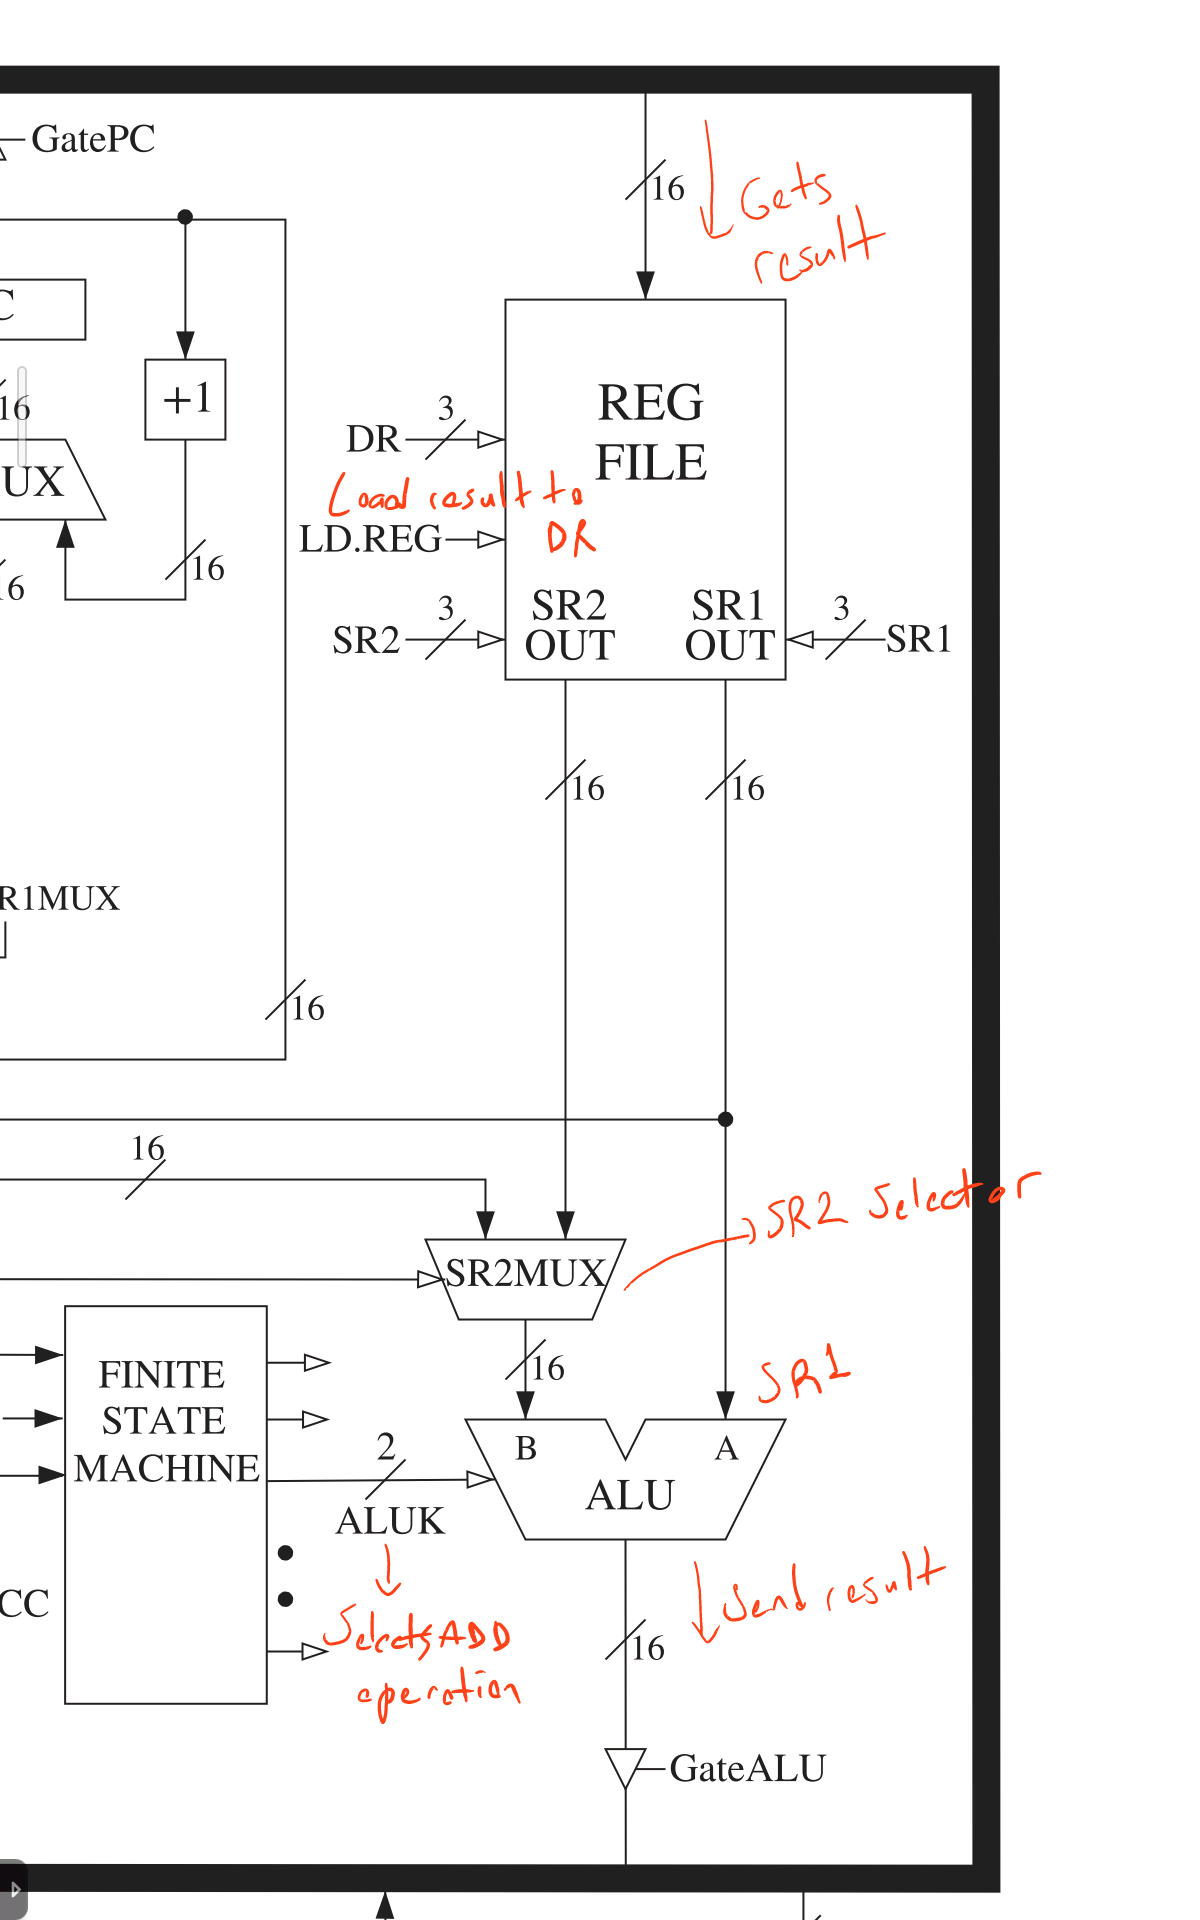 GatePC
16
Gets
result
C
+1
16
UX
16
16
REG
FILE
3
DR
Load result to
DR
LD.REG
SR2
OUT
SR1
OUT
3
SR2
3
SR1
16
16
R1MUX
16
16
SR2MUX
SR2 Selector
16
SR1
FINITE
STATE
MACHINE
2
ALUK
B
A
ALU
Selcets ADD
operation
Send result
16
CC
GateALU